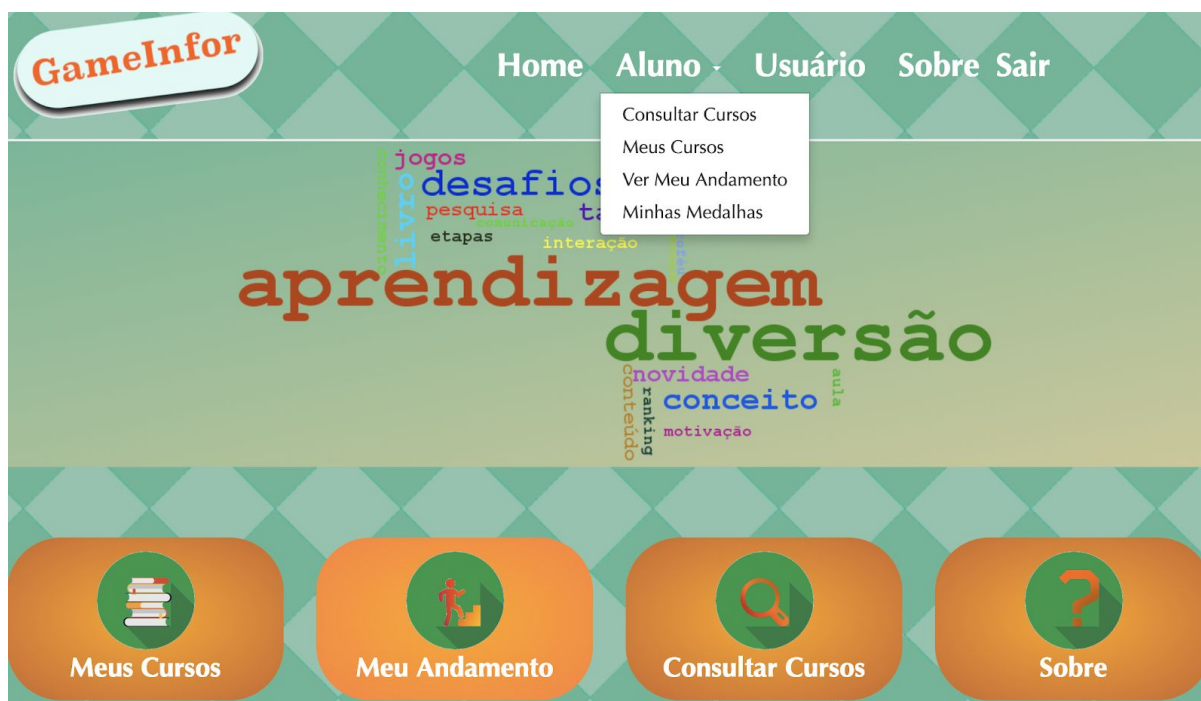 GameInfor
Home Aluno Usuário Sobre Sair
Consultar Cursos
Meus Cursos
Ver Meu Andamento
Minhas Medalhas
jogos
desafios
livro
pesquisa
comunicação
etapas
interação
aprendizagem
diversão
novidade
conteúdo
ranking
conceito
aula
motivação
Meus Cursos
Meu Andamento
Consultar Cursos
Sobre